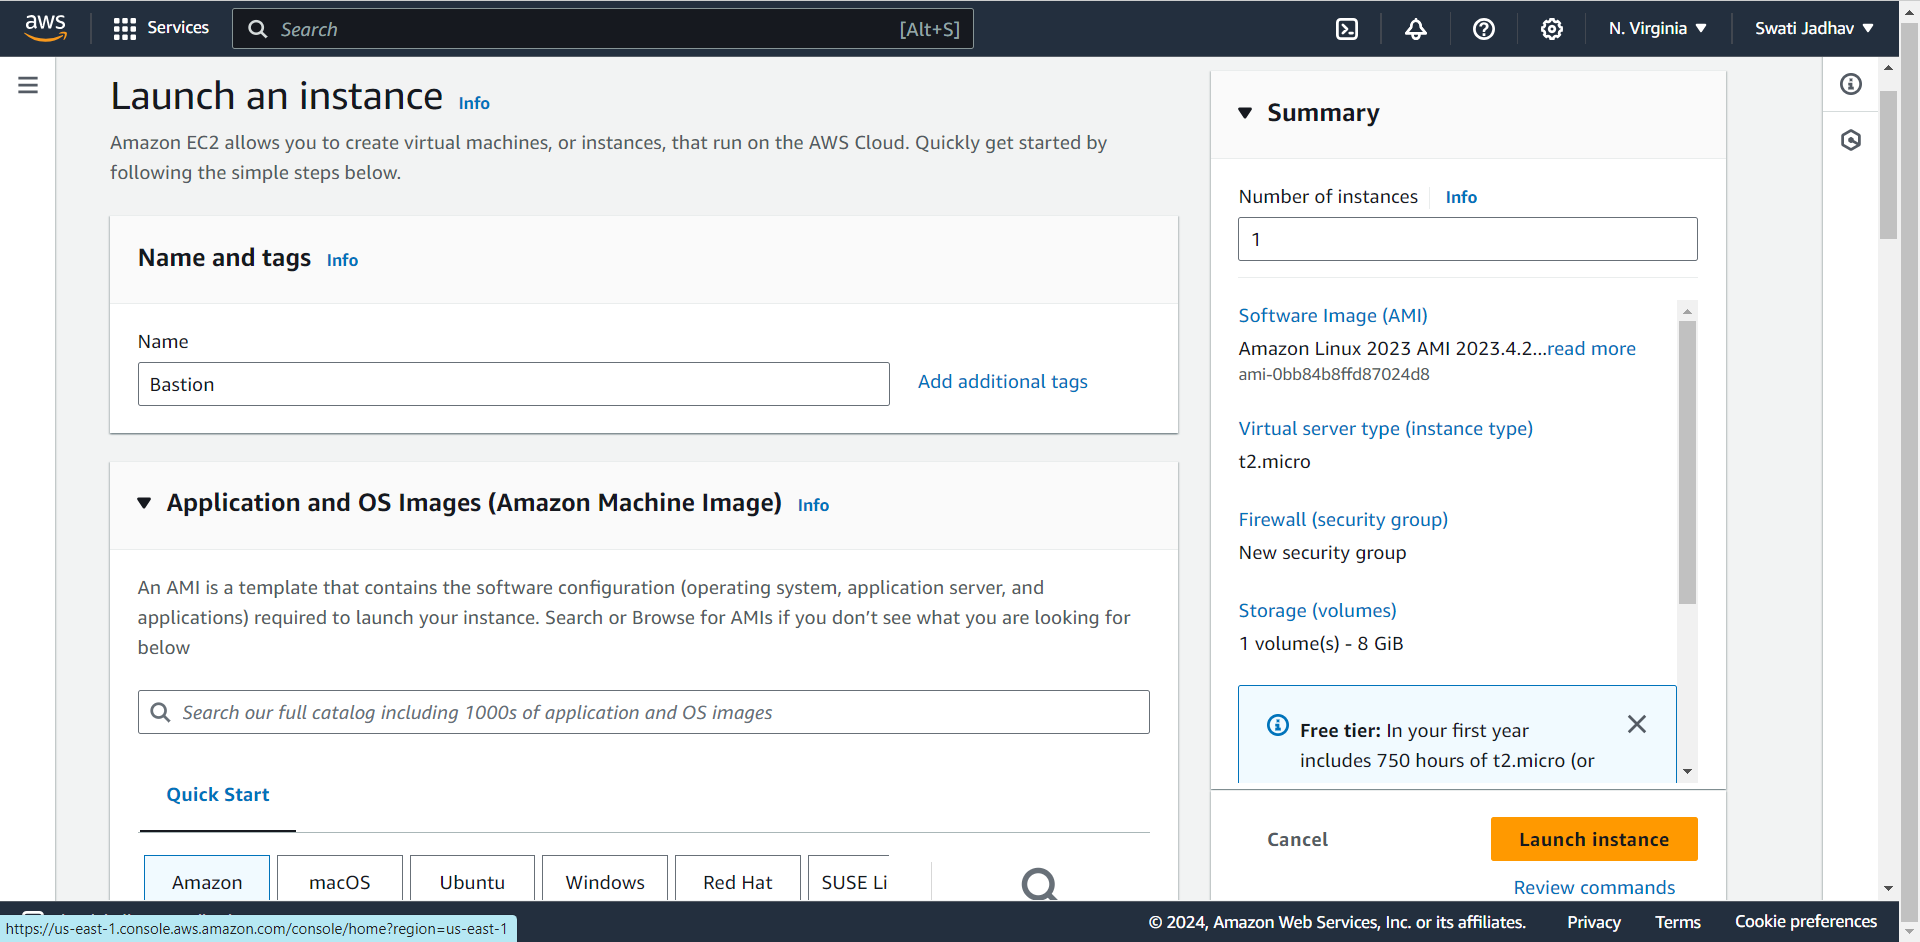 aws
Services
Search
[Alt+S]
N. Virginia
Swati Jadhav
Launch an instance Info
Amazon EC2 allows you to create virtual machines, or instances, that run on the AWS Cloud. Quickly get started by
following the simple steps below.
Name and tags Info
Name
Bastion
Add additional tags
Application and OS Images (Amazon Machine Image) Info
An AMI is a template that contains the software configuration (operating system, application server, and
applications) required to launch your instance. Search or Browse for AMIs if you don’t see what you are looking for
below
Search our full catalog including 1000s of application and OS images
Quick Start
Amazon
macOS
Ubuntu
Windows
Red Hat
SUSE Li
Summary
Number of instances Info
1
Software Image (AMI)
Amazon Linux 2023 AMI 2023.4.2...read more
ami-0bb84b8ffd87024d8
Virtual server type (instance type)
t2.micro
Firewall (security group)
New security group
Storage (volumes)
1 volume(s) - 8 GiB
Free tier: In your first year
includes 750 hours of t2.micro (or
Cancel
Launch instance
Review commands
https://us-east-1.console.aws.amazon.com/console/home?region=us-east-1
© 2024, Amazon Web Services, Inc. or its affiliates.
Privacy
Terms
Cookie preferences